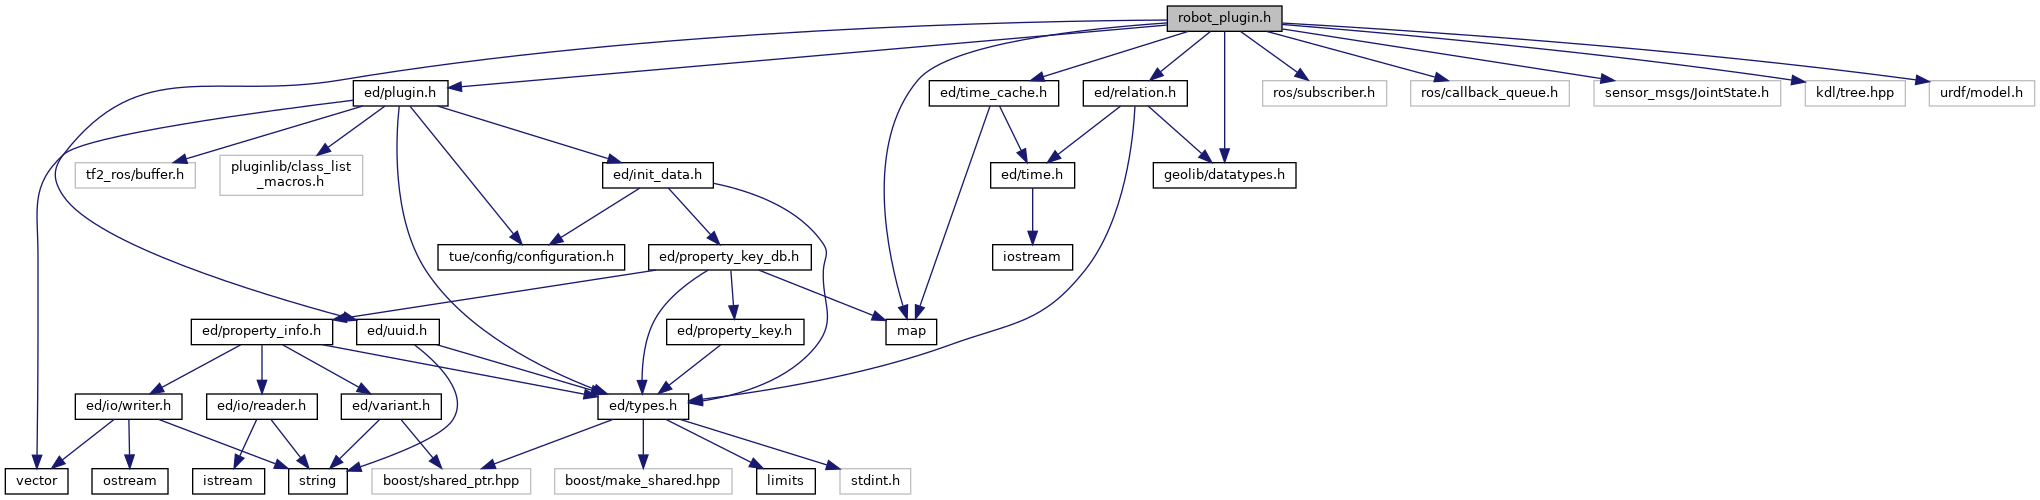 robot_plugin.h
ed/plugin.h
ed/time_cache.h
ed/relation.h
ros/subscriber.h
ros/callback_queue.h
sensor_msgs/JointState.h
kdl/tree.hpp
urdf/model.h
tf2_ros/buffer.h
pluginlib/class_list
_macros.h
ed/init_data.h
ed/time.h
geolib/datatypes.h
tue/config/configuration.h
ed/property_key_db.h
iostream
ed/property_info.h
ed/uuid.h
ed/property_key.h
map
ed/io/writer.h
ed/io/reader.h
ed/variant.h
ed/types.h
vector
ostream
istream
string
boost/shared_ptr.hpp
boost/make_shared.hpp
limits
stdint.h